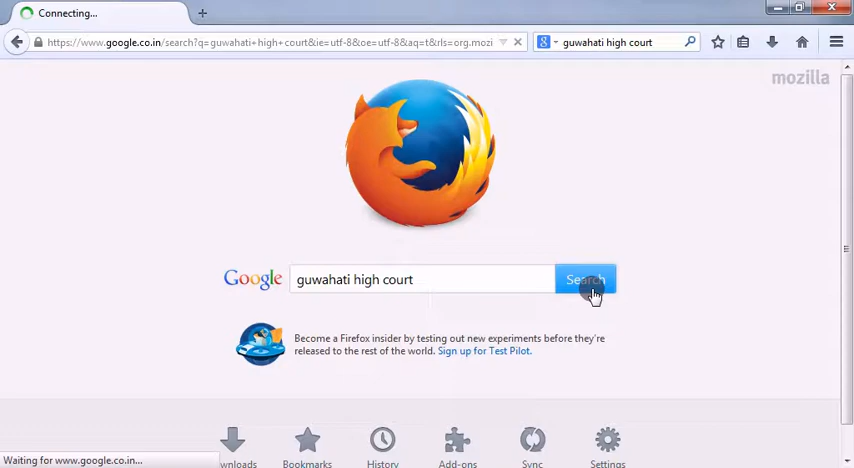 Connecting...
https://www.google.co.in/search?q=guwahati+high+court&ie=utf-8&oe=utf-8&aq=t&rls=org.mozi
guwahati high court
mozilla
Google guwahati high court Search
Become a Firefox insider by testing out new experiments before they're
released to the rest of the world. Sign up for Test Pilot.
Waiting for www.google.co.in...
wnloads Bookmarks History Add-ons Sync Settings